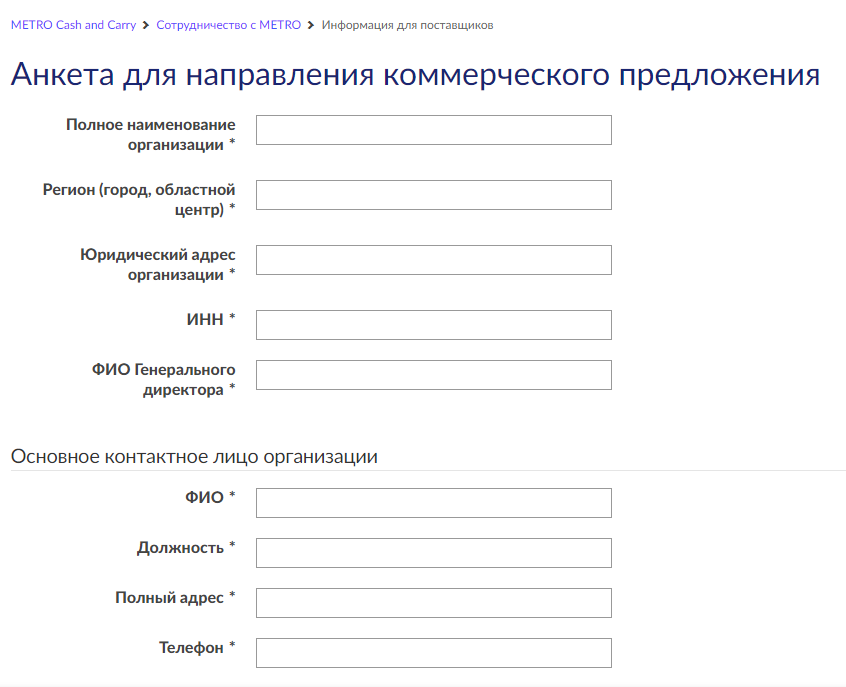 METRO Cash and Carry > Сотрудничество с METRO > Информация для поставщиков
Анкета для направления коммерческого предложения
Полное наименование
организации *
Регион (город, областной
центр) *
Юридический адрес
организации *
ИНН *
ФИО Генерального
директора *
Основное контактное лицо организации
ФИО *
Должность *
Полный адрес *
Телефон *